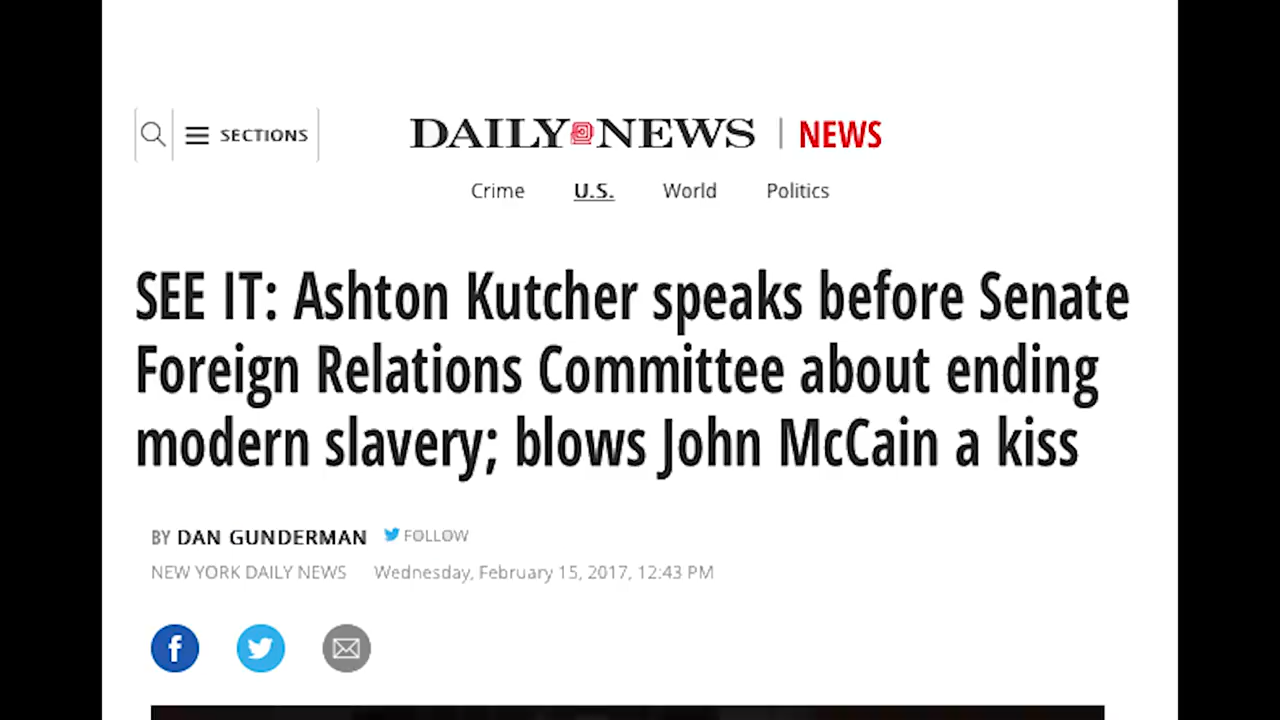 SECTIONS
DAILY NEWS | NEWS
Crime U.S. World Politics
SEE IT: Ashton Kutcher speaks before Senate
Foreign Relations Committee about ending
modern slavery; blows John McCain a kiss
BY DAN GUNDERMAN FOLLOW
NEW YORK DAILY NEWS Wednesday, February 15, 2017, 12:43 PM